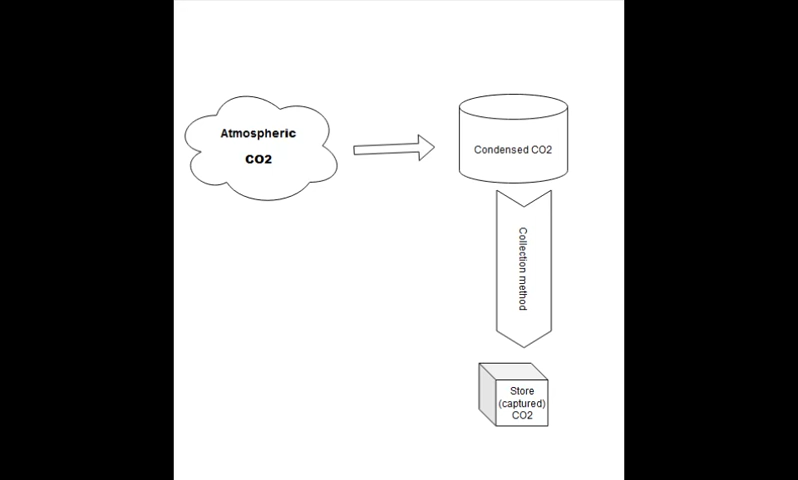 Atmospheric
CO2
Condensed CO2
Collection method
Store
(captured)
CO2